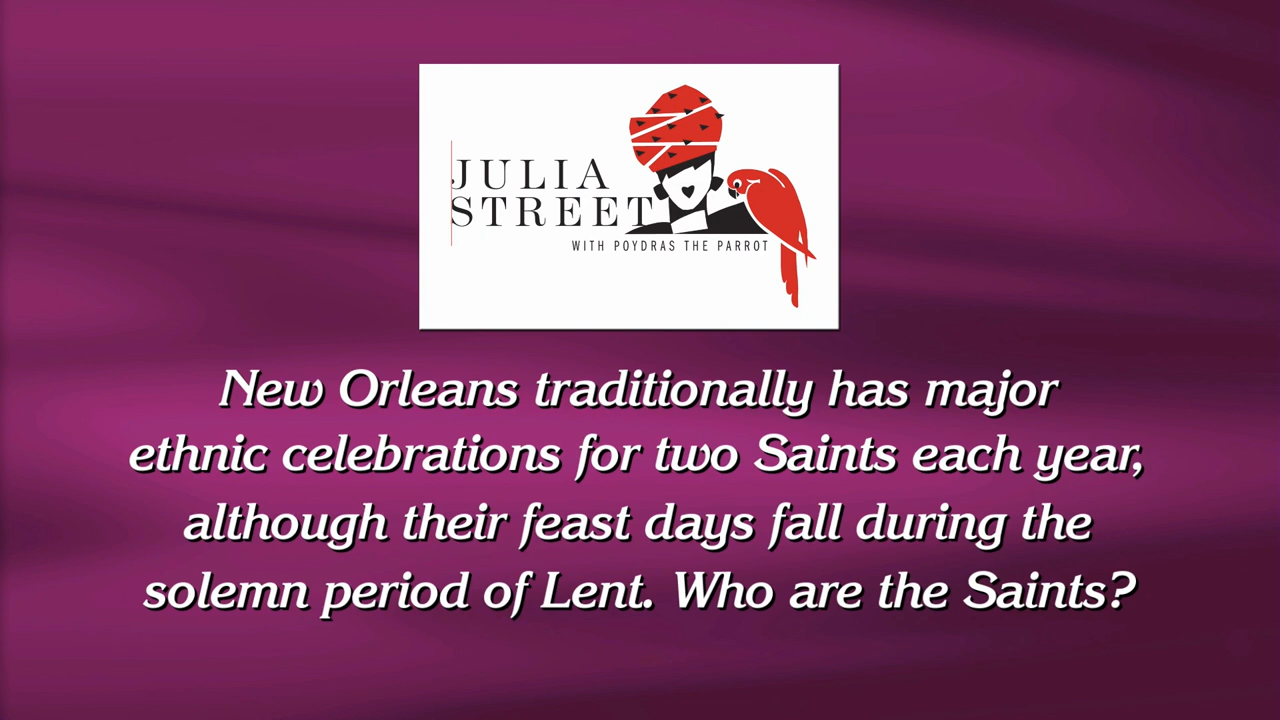 JULIA
STREET
WITH POYDRAS THE PARROT
New Orleans traditionally has major
ethnic celebrations for two Saints each year,
although their feast days fall during the
solemn period of Lent. Who are the Saints?